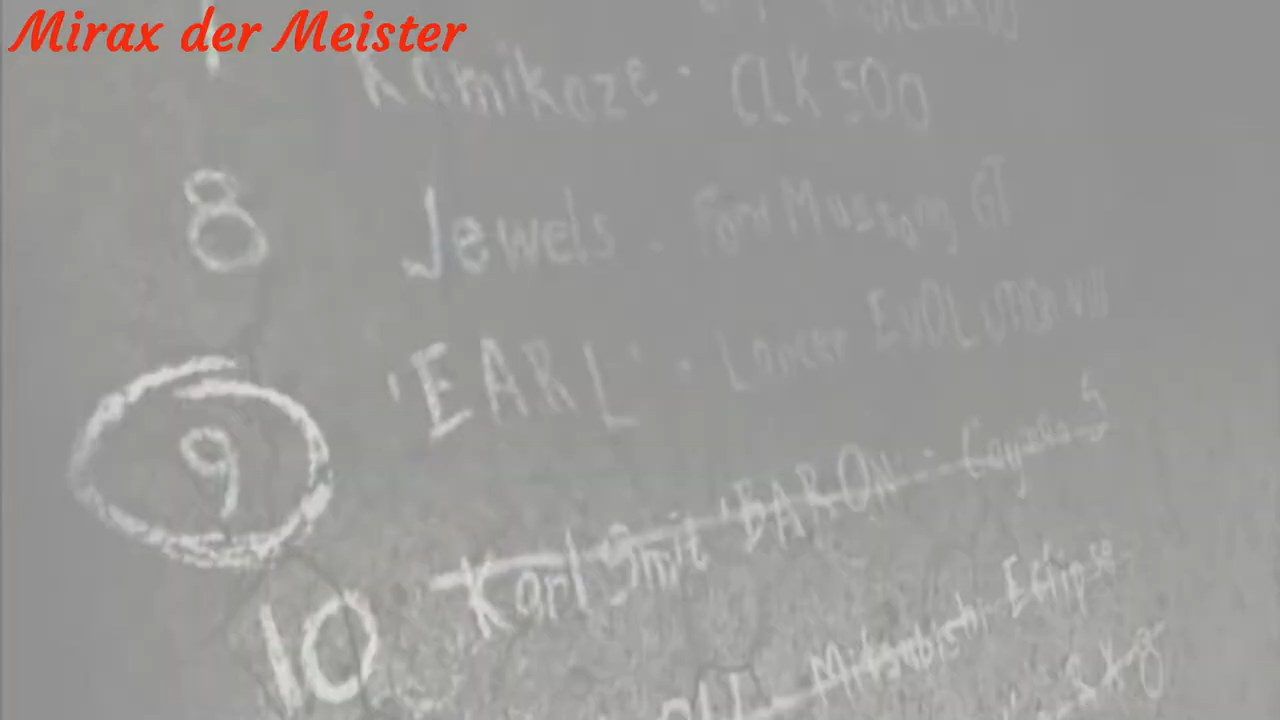 Mirax der Meister
Kamikaze - CLK 500
8 Jewels - Ford Mustang GT
9 'EARL' - Lancer EVOLUTION VIII
10 Karl Smit 'BARON' - Cayman S
Mitsubishi Eclipse